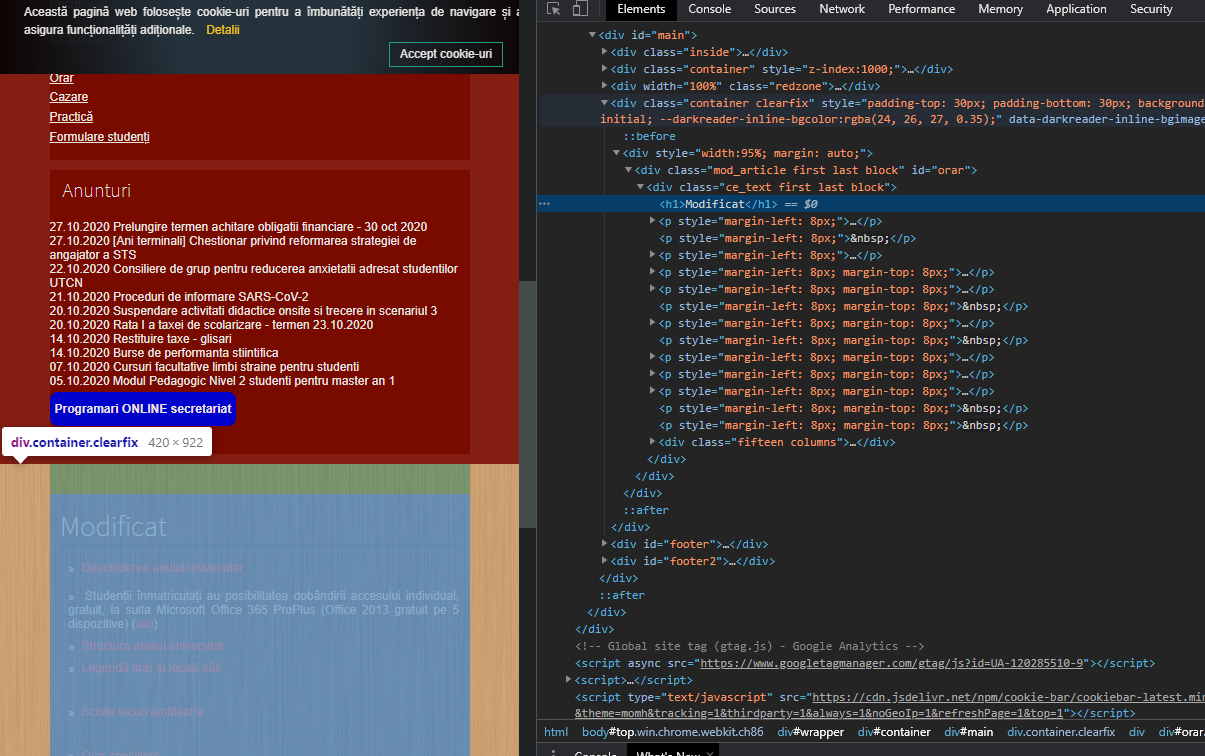 Această pagină web folosește cookie-uri pentru a îmbunătăți experiența de navigare și a
asigura funcționalități adiționale. Detalii
Accept cookie-uri
Orar
Cazare
Practică
Formulare studenți
Anunturi
27.10.2020 Prelungire termen achitare obligatii financiare - 30 oct 2020
27.10.2020 [Ani terminali] Chestionar privind reformarea strategiei de
angajator a STS
22.10.2020 Consiliere de grup pentru reducerea anxietatii adresat studentilor
UTCN
21.10.2020 Proceduri de informare SARS-CoV-2
20.10.2020 Suspendare activitati didactice onsite si trecere in scenariul 3
20.10.2020 Rata I a taxei de scolarizare - termen 23.10.2020
14.10.2020 Restituire taxe - glisari
14.10.2020 Burse de performanta stiintifica
07.10.2020 Cursuri facultative limbi straine pentru studenti
05.10.2020 Modul Pedagogic Nivel 2 studenti pentru master an 1
Programari ONLINE secretariat
div.container.clearfix 420 × 922
Modificat
» Deschiderea anului universitar
» Studenții înmatriculați au posibilitatea dobândirii accesului individual,
gratuit, la suita Microsoft Office 365 ProPlus (Office 2013 gratuit pe 5
dispozitive) (aici)
» Structura anului universitar
» Legendă orar și locații săli
» Schite locuri amfiteatre
» Orar consiliere
Elements Console Sources Network Performance Memory Application Security
<div id="main">
<div class="inside">…</div>
<div class="container" style="z-index:1000;">…</div>
<div width="100%" class="redzone">…</div>
<div class="container clearfix" style="padding-top: 30px; padding-bottom: 30px; background
initial; --darkreader-inline-bgcolor:rgba(24, 26, 27, 0.35);" data-darkreader-inline-bgimage
::before
<div style="width:95%; margin: auto;">
<div class="mod_article first last block" id="orar">
<div class="ce_text first last block">
… <h1>Modificat</h1> == $0
<p style="margin-left: 8px;">…</p>
<p style="margin-left: 8px;">&nbsp;</p>
<p style="margin-left: 8px;">…</p>
<p style="margin-left: 8px; margin-top: 8px;">…</p>
<p style="margin-left: 8px; margin-top: 8px;">…</p>
<p style="margin-left: 8px; margin-top: 8px;">&nbsp;</p>
<p style="margin-left: 8px; margin-top: 8px;">…</p>
<p style="margin-left: 8px; margin-top: 8px;">&nbsp;</p>
<p style="margin-left: 8px; margin-top: 8px;">…</p>
<p style="margin-left: 8px; margin-top: 8px;">…</p>
<p style="margin-left: 8px; margin-top: 8px;">…</p>
<p style="margin-left: 8px; margin-top: 8px;">&nbsp;</p>
<p style="margin-left: 8px; margin-top: 8px;">&nbsp;</p>
<div class="fifteen columns">…</div>
</div>
</div>
</div>
::after
</div>
<div id="footer">…</div>
<div id="footer2">…</div>
</div>
::after
</div>
</div>
<!-- Global site tag (gtag.js) - Google Analytics -->
<script async src="https://www.googletagmanager.com/gtag/js?id=UA-120285510-9"></script>
<script>…</script>
<script type="text/javascript" src="https://cdn.jsdelivr.net/npm/cookie-bar/cookiebar-latest.min
&theme=momh&tracking=1&thirdparty=1&always=1&noGeoIp=1&refreshPage=1&top=1"></script>
html body#top.win.chrome.webkit.ch86 div#wrapper div#container div#main div.container.clearfix div div#orar.
Console What's New ×